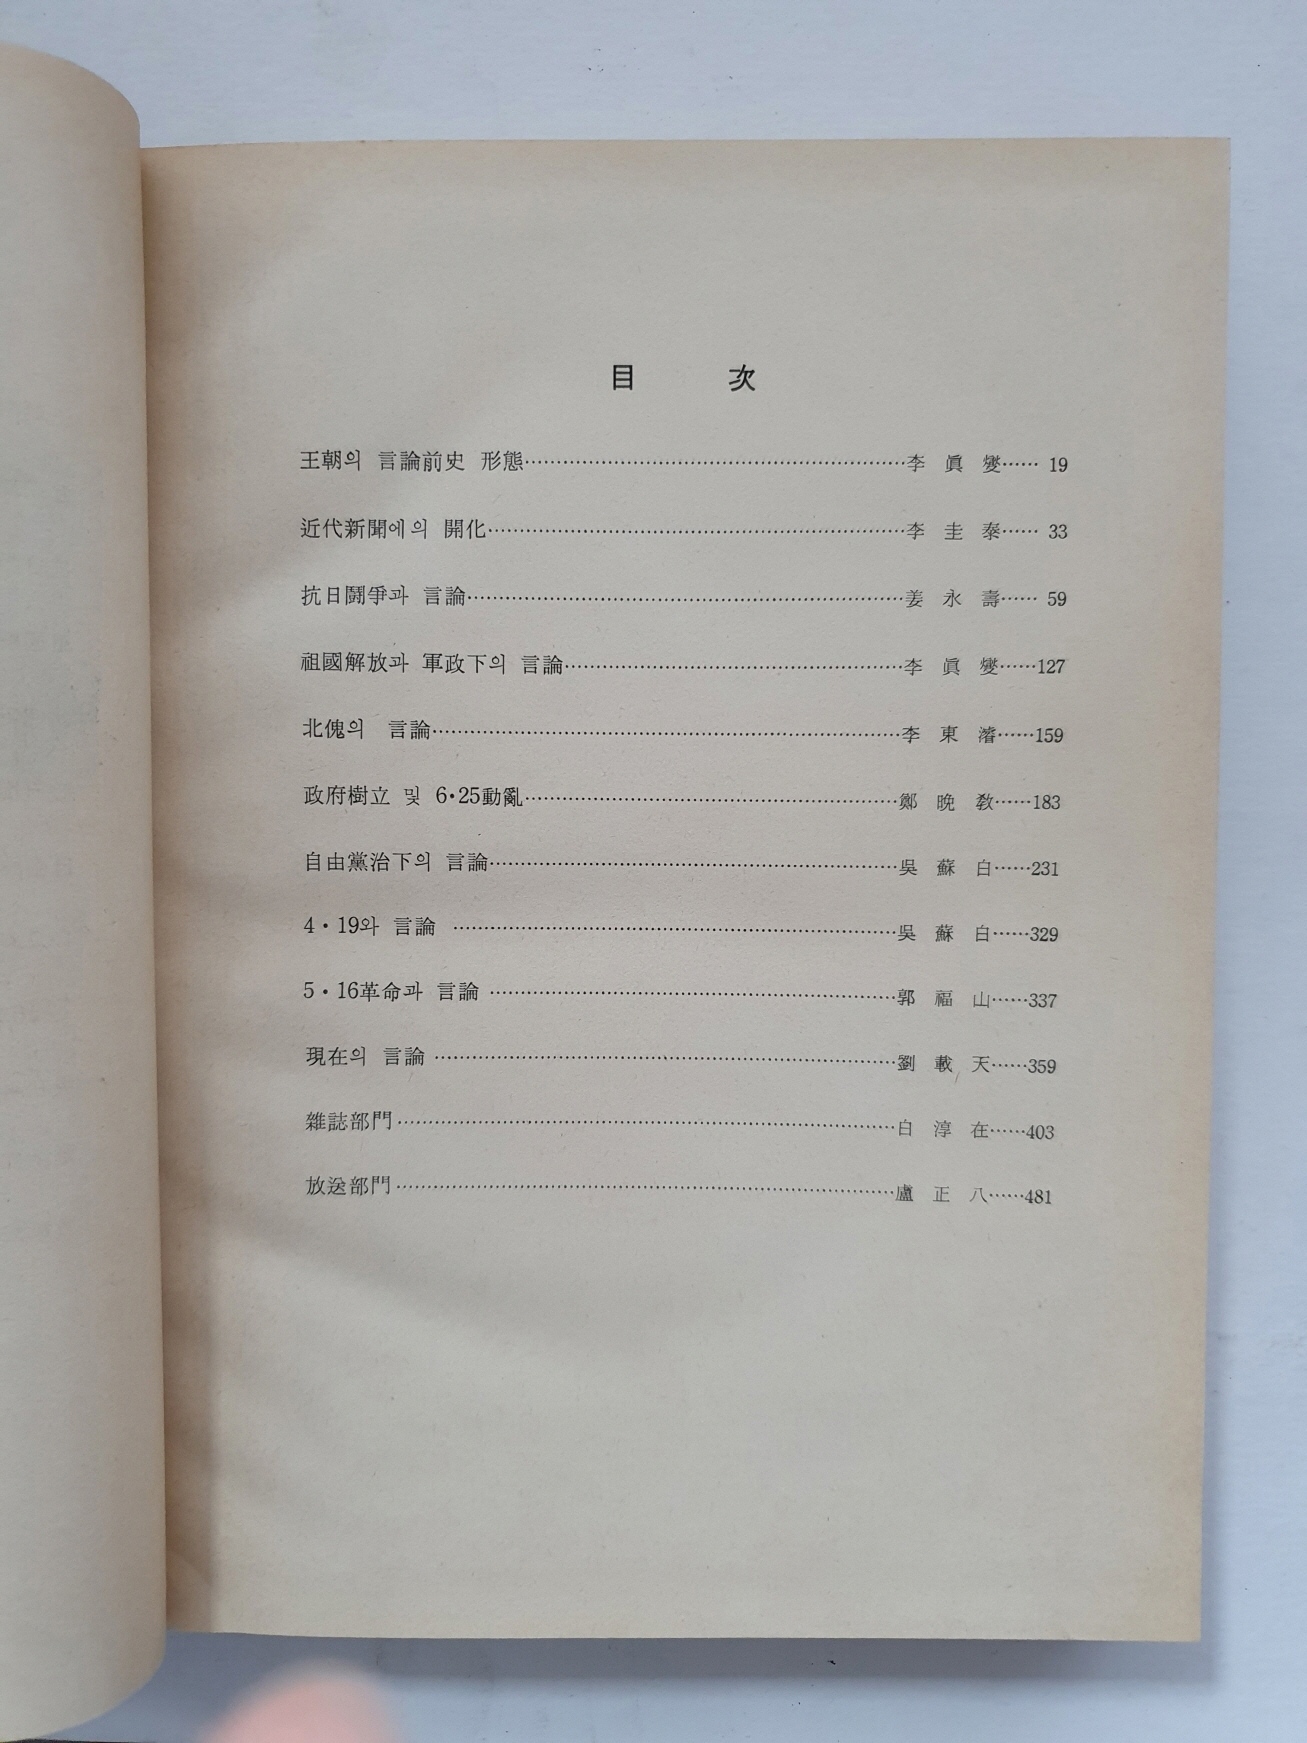 目 次
王朝의 言論前史 形態……李 眞 燮…… 19
近代新聞에의 開化……李 圭 泰…… 33
抗日鬪爭과 言論……姜 永 壽…… 59
祖國解放과 軍政下의 言論……李 眞 燮……127
北傀의 言論……李 東 濬……159
政府樹立 및 6·25動亂……鄭 晩 敎……183
自由黨治下의 言論……吳 蘇 白……231
4·19와 言論……吳 蘇 白……329
5·16革命과 言論……郭 福 山……337
現在의 言論……劉 載 天……359
雜誌部門……白 淳 在……403
放送部門……盧 正 八……481